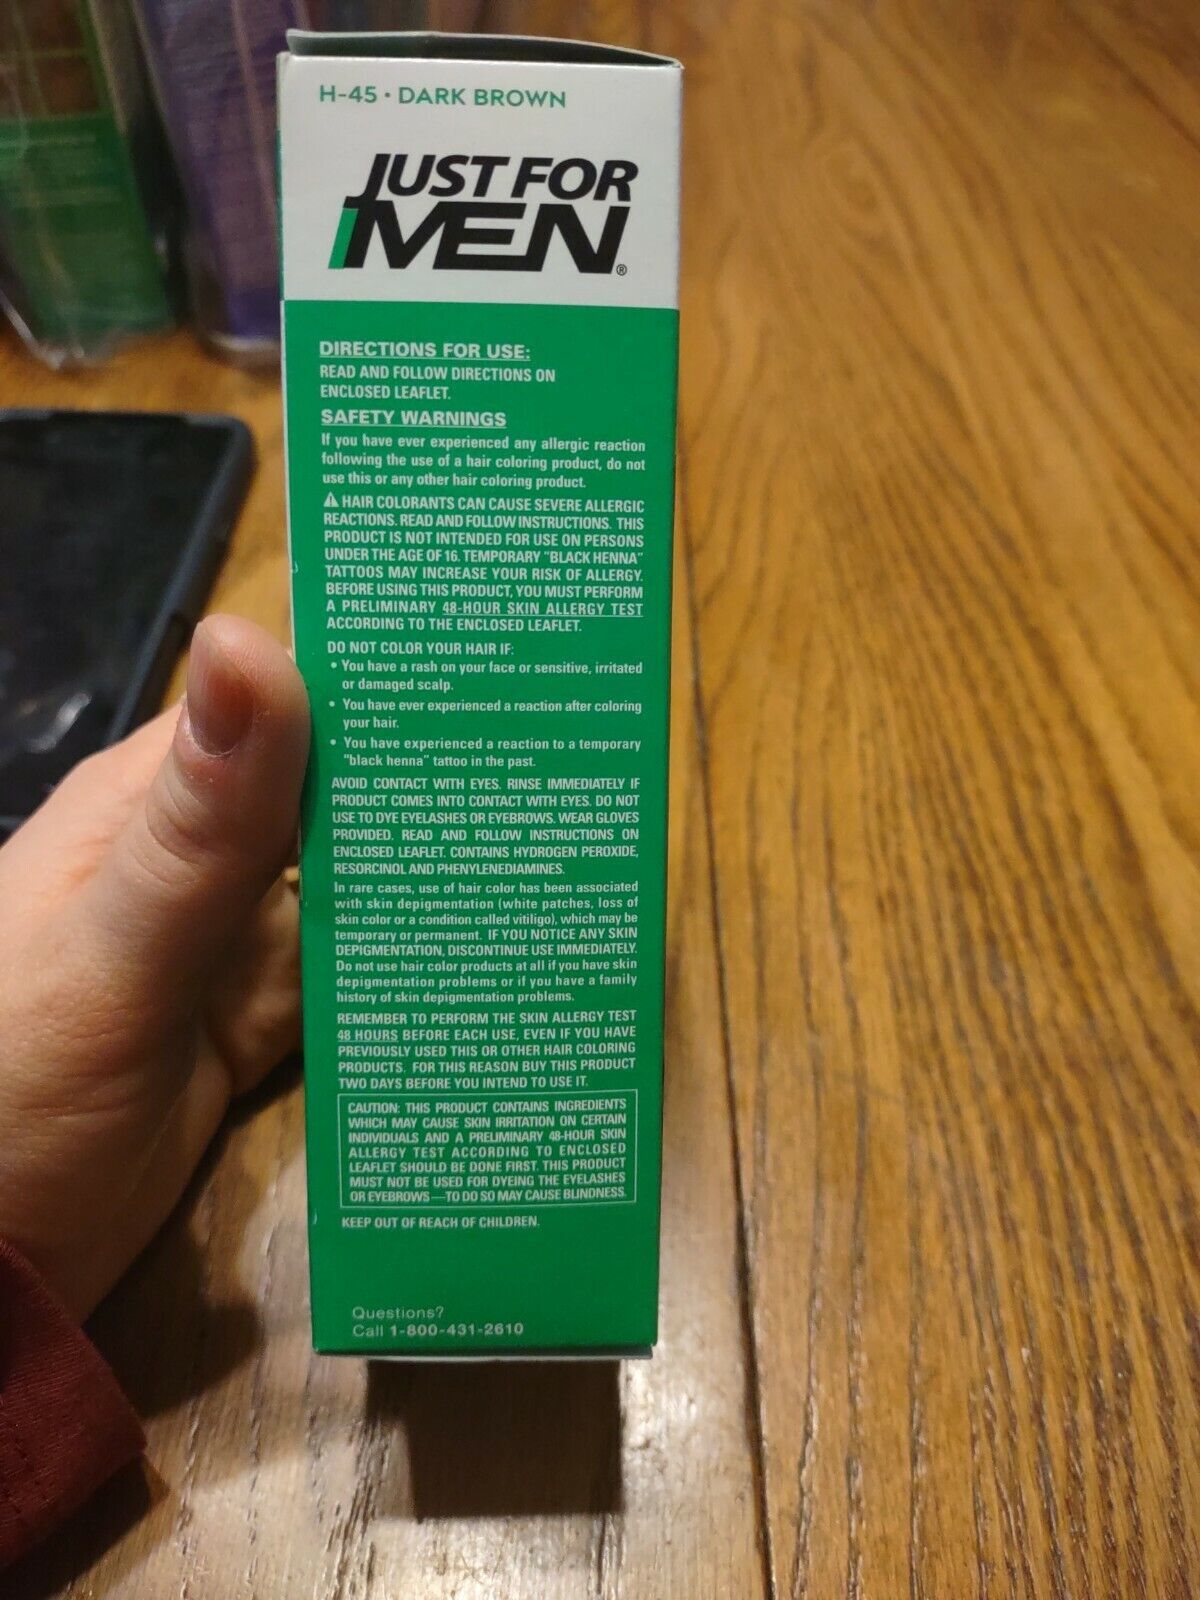 H-45 • DARK BROWN
JUST FOR
MEN®
DIRECTIONS FOR USE:
READ AND FOLLOW DIRECTIONS ON
ENCLOSED LEAFLET.
SAFETY WARNINGS
If you have ever experienced any allergic reaction
following the use of a hair coloring product, do not
use this or any other hair coloring product.
⚠ HAIR COLORANTS CAN CAUSE SEVERE ALLERGIC
REACTIONS. READ AND FOLLOW INSTRUCTIONS. THIS
PRODUCT IS NOT INTENDED FOR USE ON PERSONS
UNDER THE AGE OF 16. TEMPORARY "BLACK HENNA"
TATTOOS MAY INCREASE YOUR RISK OF ALLERGY.
BEFORE USING THIS PRODUCT, YOU MUST PERFORM
A PRELIMINARY 48-HOUR SKIN ALLERGY TEST
ACCORDING TO THE ENCLOSED LEAFLET.
DO NOT COLOR YOUR HAIR IF:
• You have a rash on your face or sensitive, irritated
or damaged scalp.
• You have ever experienced a reaction after coloring
your hair.
• You have experienced a reaction to a temporary
"black henna" tattoo in the past.
AVOID CONTACT WITH EYES. RINSE IMMEDIATELY IF
PRODUCT COMES INTO CONTACT WITH EYES. DO NOT
USE TO DYE EYELASHES OR EYEBROWS. WEAR GLOVES
PROVIDED. READ AND FOLLOW INSTRUCTIONS ON
ENCLOSED LEAFLET. CONTAINS HYDROGEN PEROXIDE,
RESORCINOL AND PHENYLENEDIAMINES.
In rare cases, use of hair color has been associated
with skin depigmentation (white patches, loss of
skin color or a condition called vitiligo), which may be
temporary or permanent. IF YOU NOTICE ANY SKIN
DEPIGMENTATION, DISCONTINUE USE IMMEDIATELY.
Do not use hair color products at all if you have skin
depigmentation problems or if you have a family
history of skin depigmentation problems.
REMEMBER TO PERFORM THE SKIN ALLERGY TEST
48 HOURS BEFORE EACH USE, EVEN IF YOU HAVE
PREVIOUSLY USED THIS OR OTHER HAIR COLORING
PRODUCTS. FOR THIS REASON BUY THIS PRODUCT
TWO DAYS BEFORE YOU INTEND TO USE IT.
CAUTION: THIS PRODUCT CONTAINS INGREDIENTS
WHICH MAY CAUSE SKIN IRRITATION ON CERTAIN
INDIVIDUALS AND A PRELIMINARY 48-HOUR SKIN
ALLERGY TEST ACCORDING TO ENCLOSED
LEAFLET SHOULD BE DONE FIRST. THIS PRODUCT
MUST NOT BE USED FOR DYEING THE EYELASHES
OR EYEBROWS—TO DO SO MAY CAUSE BLINDNESS.
KEEP OUT OF REACH OF CHILDREN.
Questions?
Call 1-800-431-2610